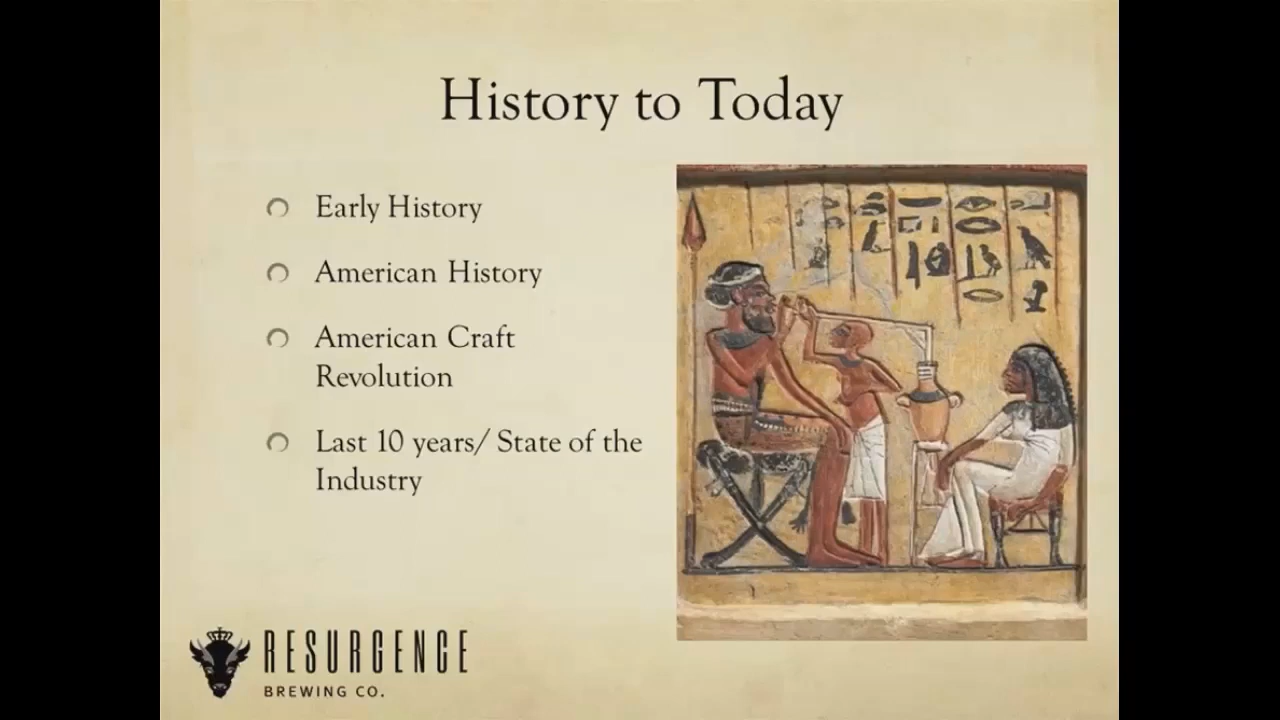 History to Today
Early History
American History
American Craft
Revolution
Last 10 years/ State of the
Industry
RESURGENCE
BREWING CO.